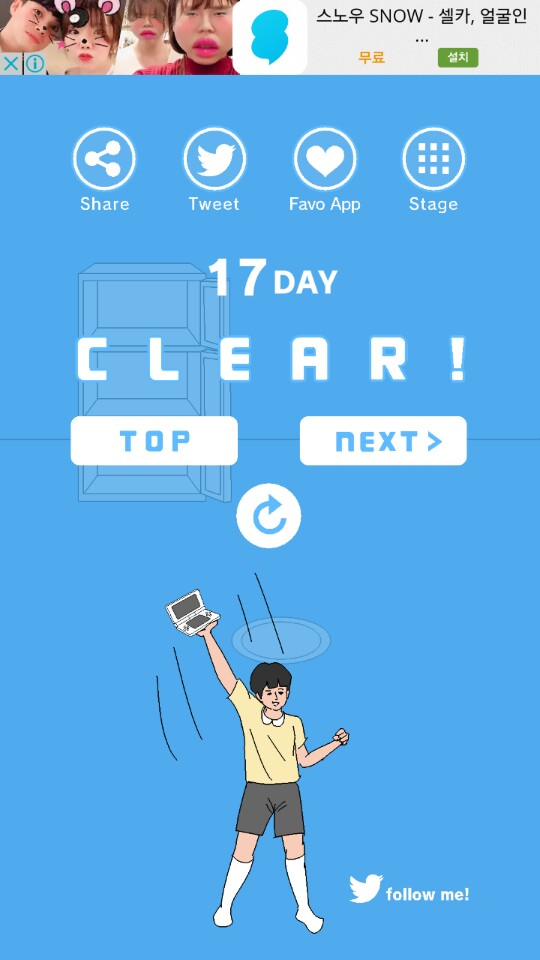 스노우 SNOW - 셀카, 얼굴인
...
무료
설치
Share
Tweet
Favo App
Stage
17 DAY
CLEAR!
TOP
NEXT >
follow me!